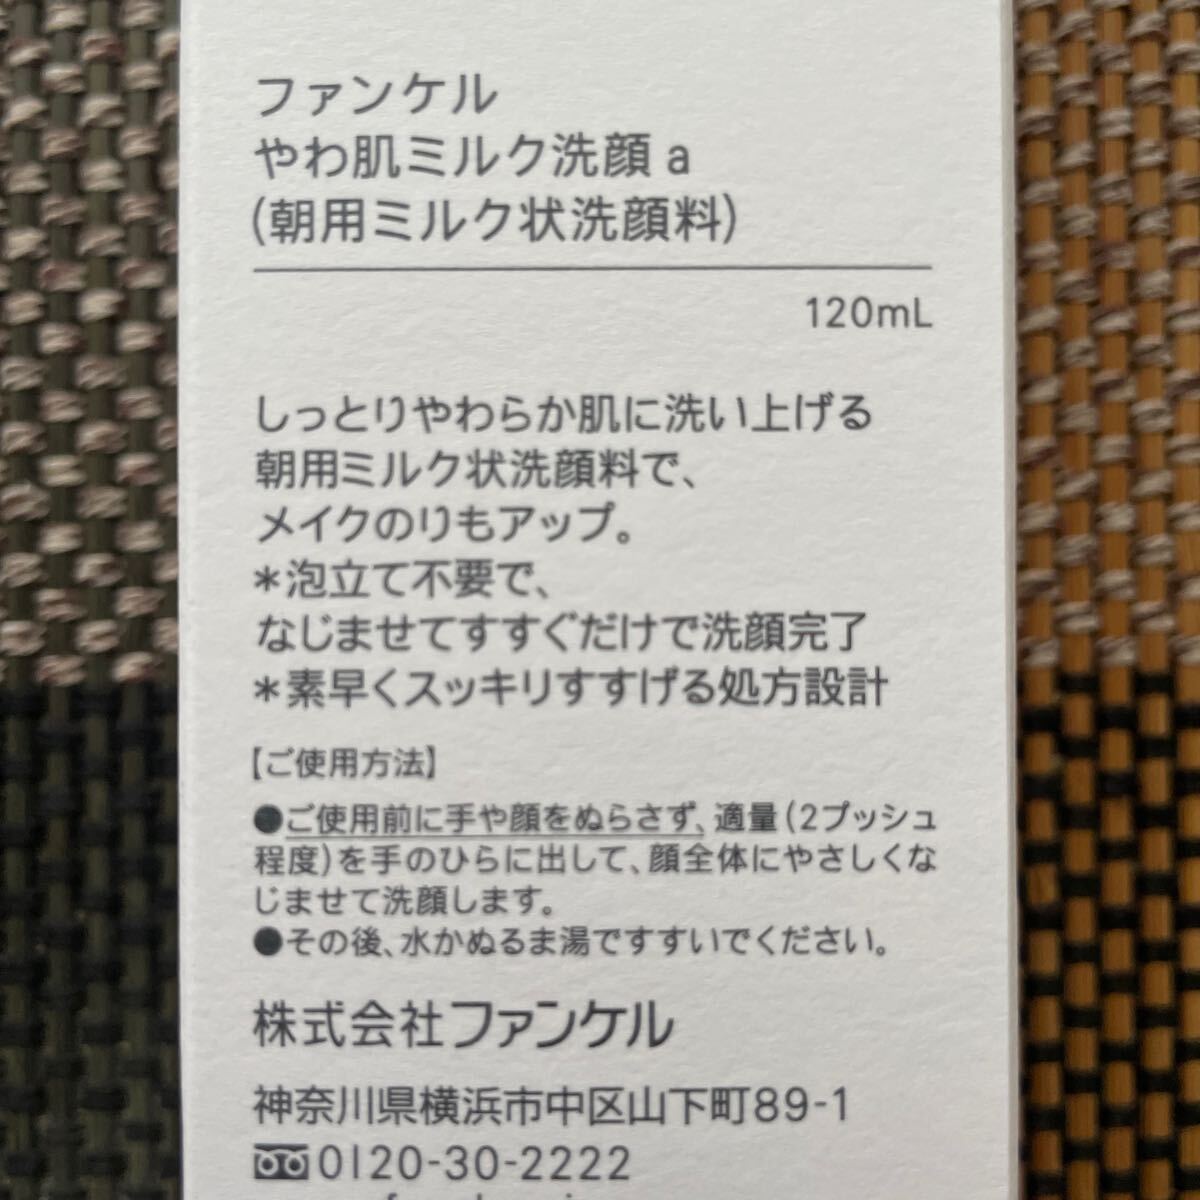 ファンケル
やわ肌ミルク洗顔 a
(朝用ミルク状洗顔料)
120mL
しっとりやわらか肌に洗い上げる
朝用ミルク状洗顔料で、
メイクのりもアップ。
*泡立て不要で、
なじませてすすぐだけで洗顔完了
*素早くスッキリすすげる処方設計
【ご使用方法】
●ご使用前に手や顔をぬらさず、適量(2プッシュ
程度)を手のひらに出して、顔全体にやさしくな
じませて洗顔します。
●その後、水かぬるま湯ですすいでください。
株式会社ファンケル
神奈川県横浜市中区山下町89-1
0120-30-2222